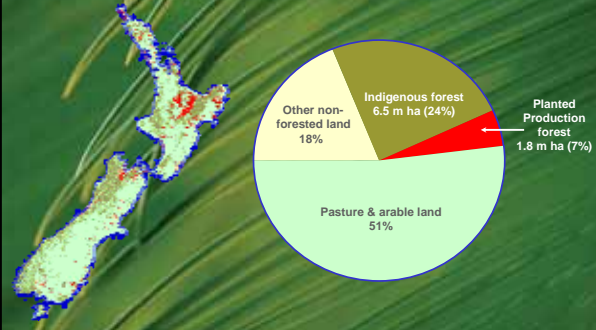 Indigenous forest
6.5 m ha (24%)
Other non-
forested land
18%
Planted
Production
forest
1.8 m ha (7%)
Pasture & arable land
51%